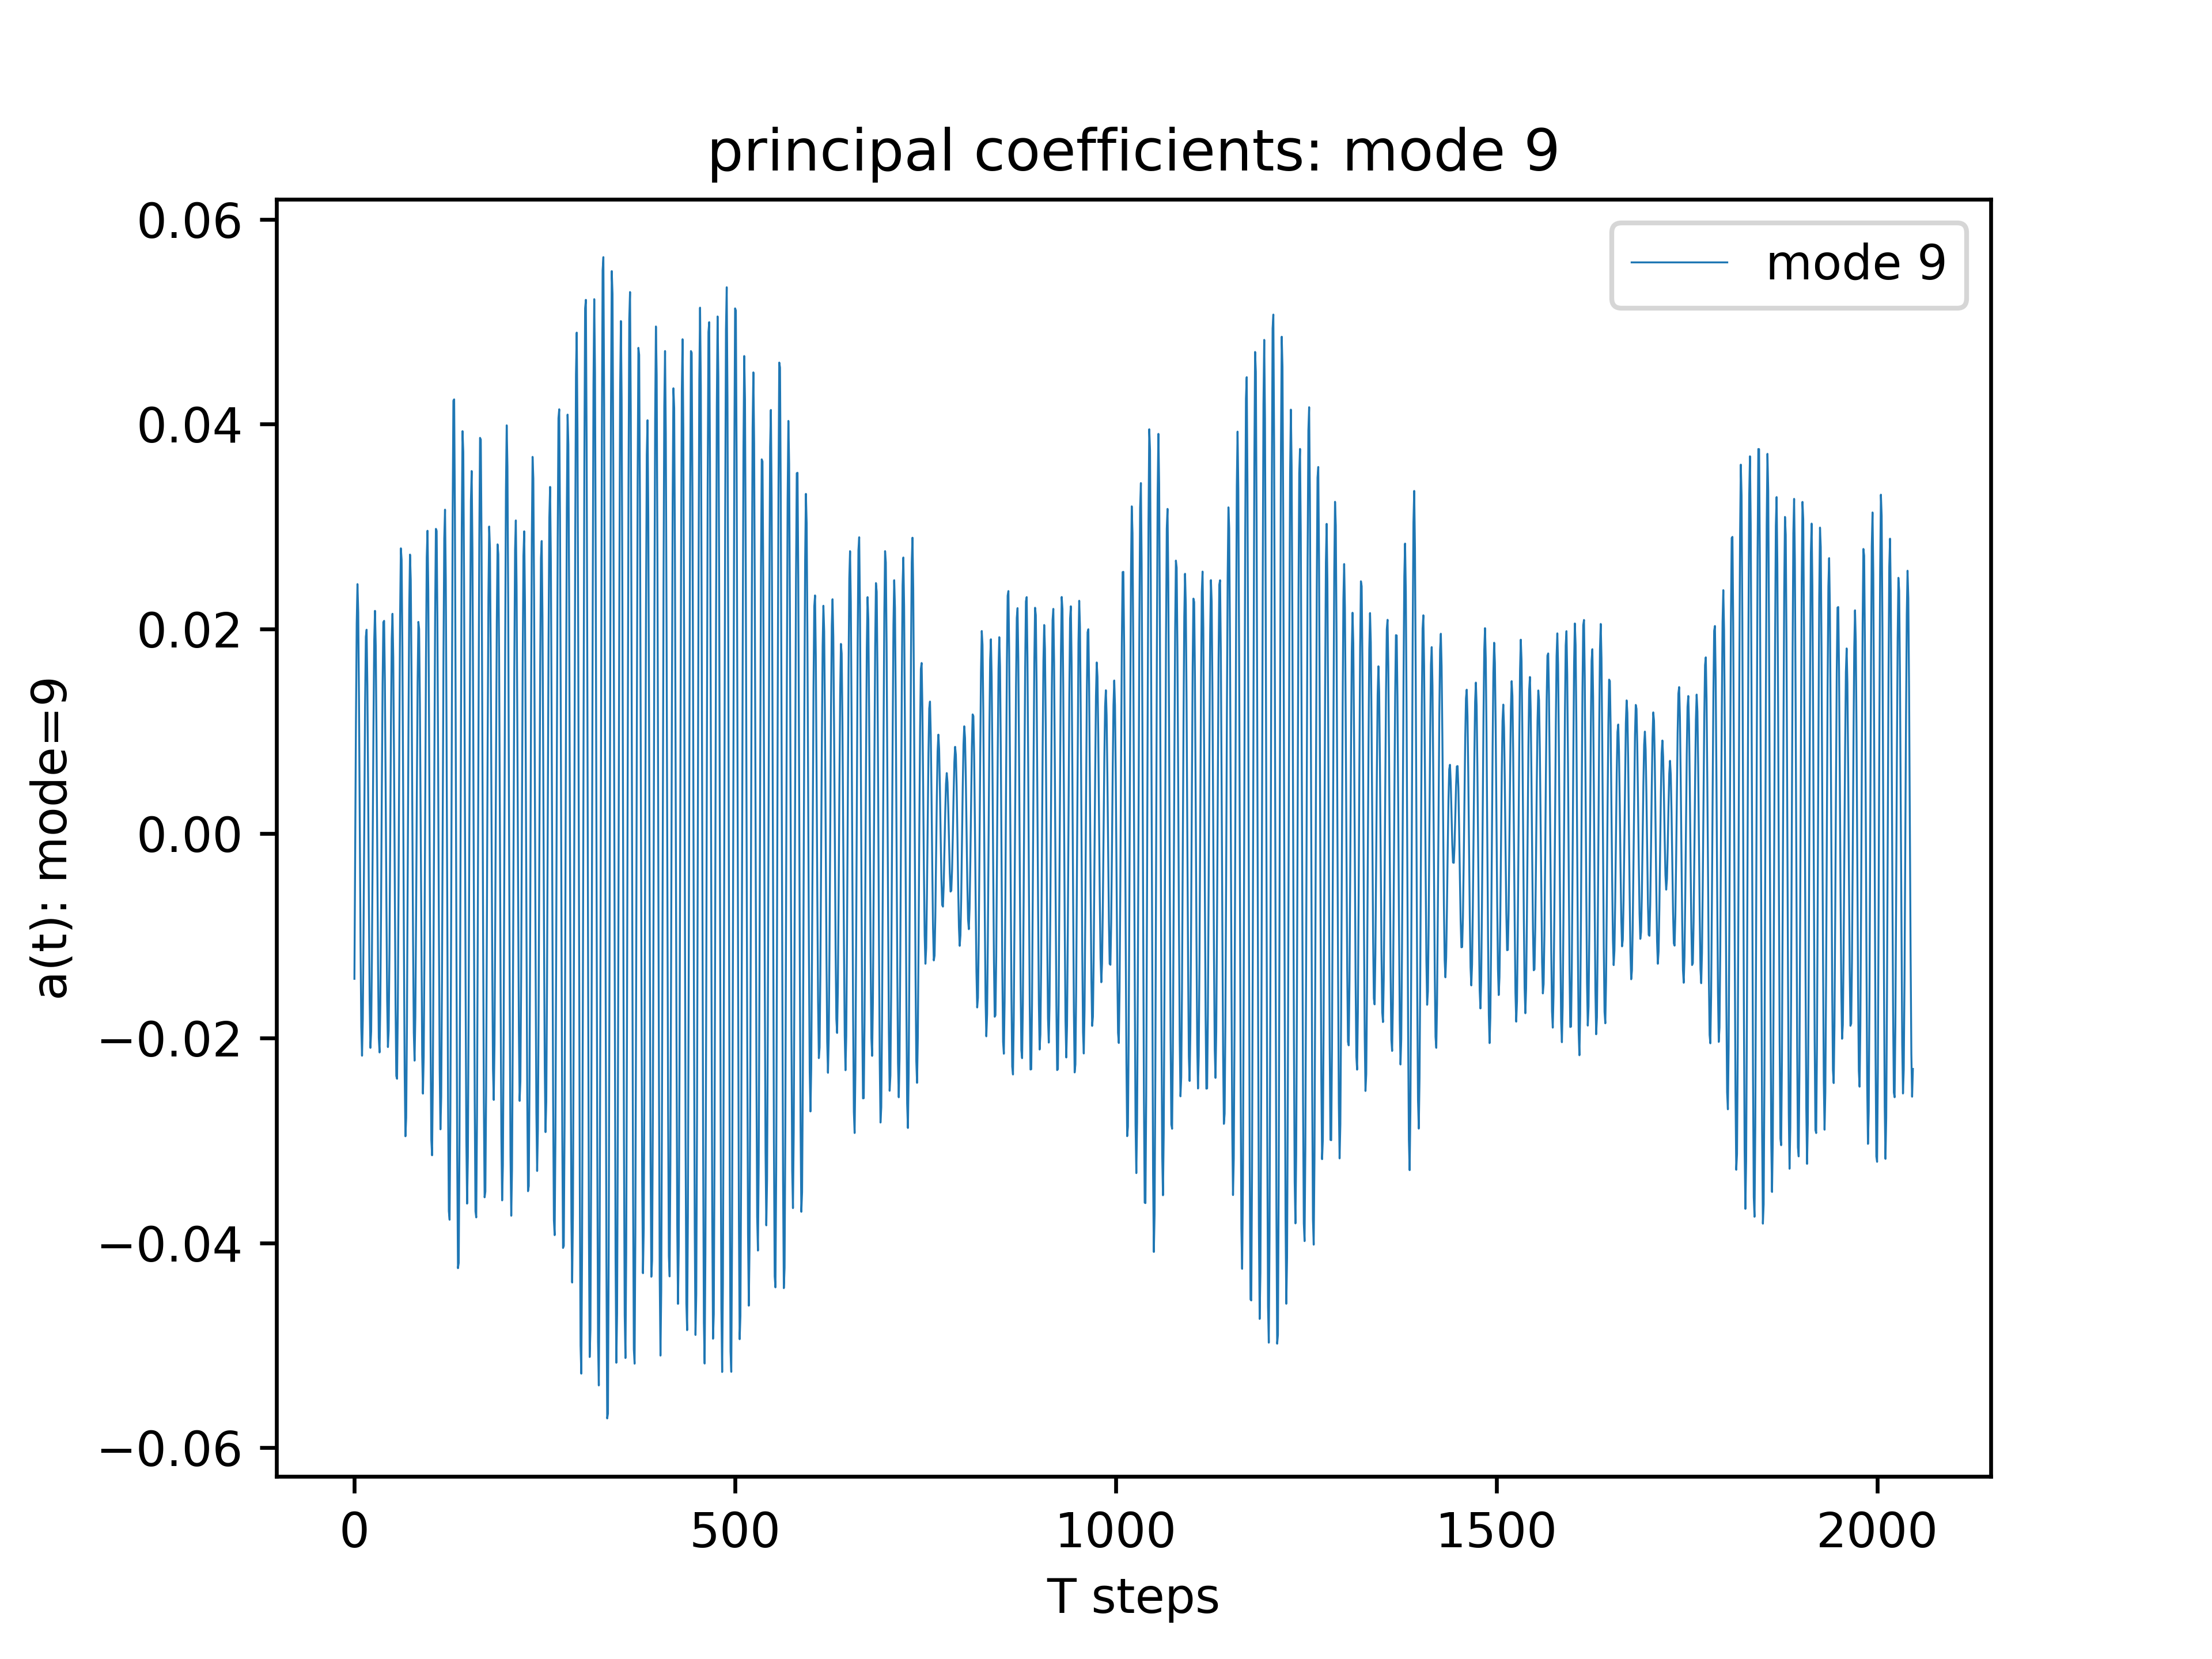 principal coefficients: mode 9
mode 9
0.06
0.04
0.02
0.00
−0.02
−0.04
−0.06
a(t): mode=9
0 500 1000 1500 2000
T steps